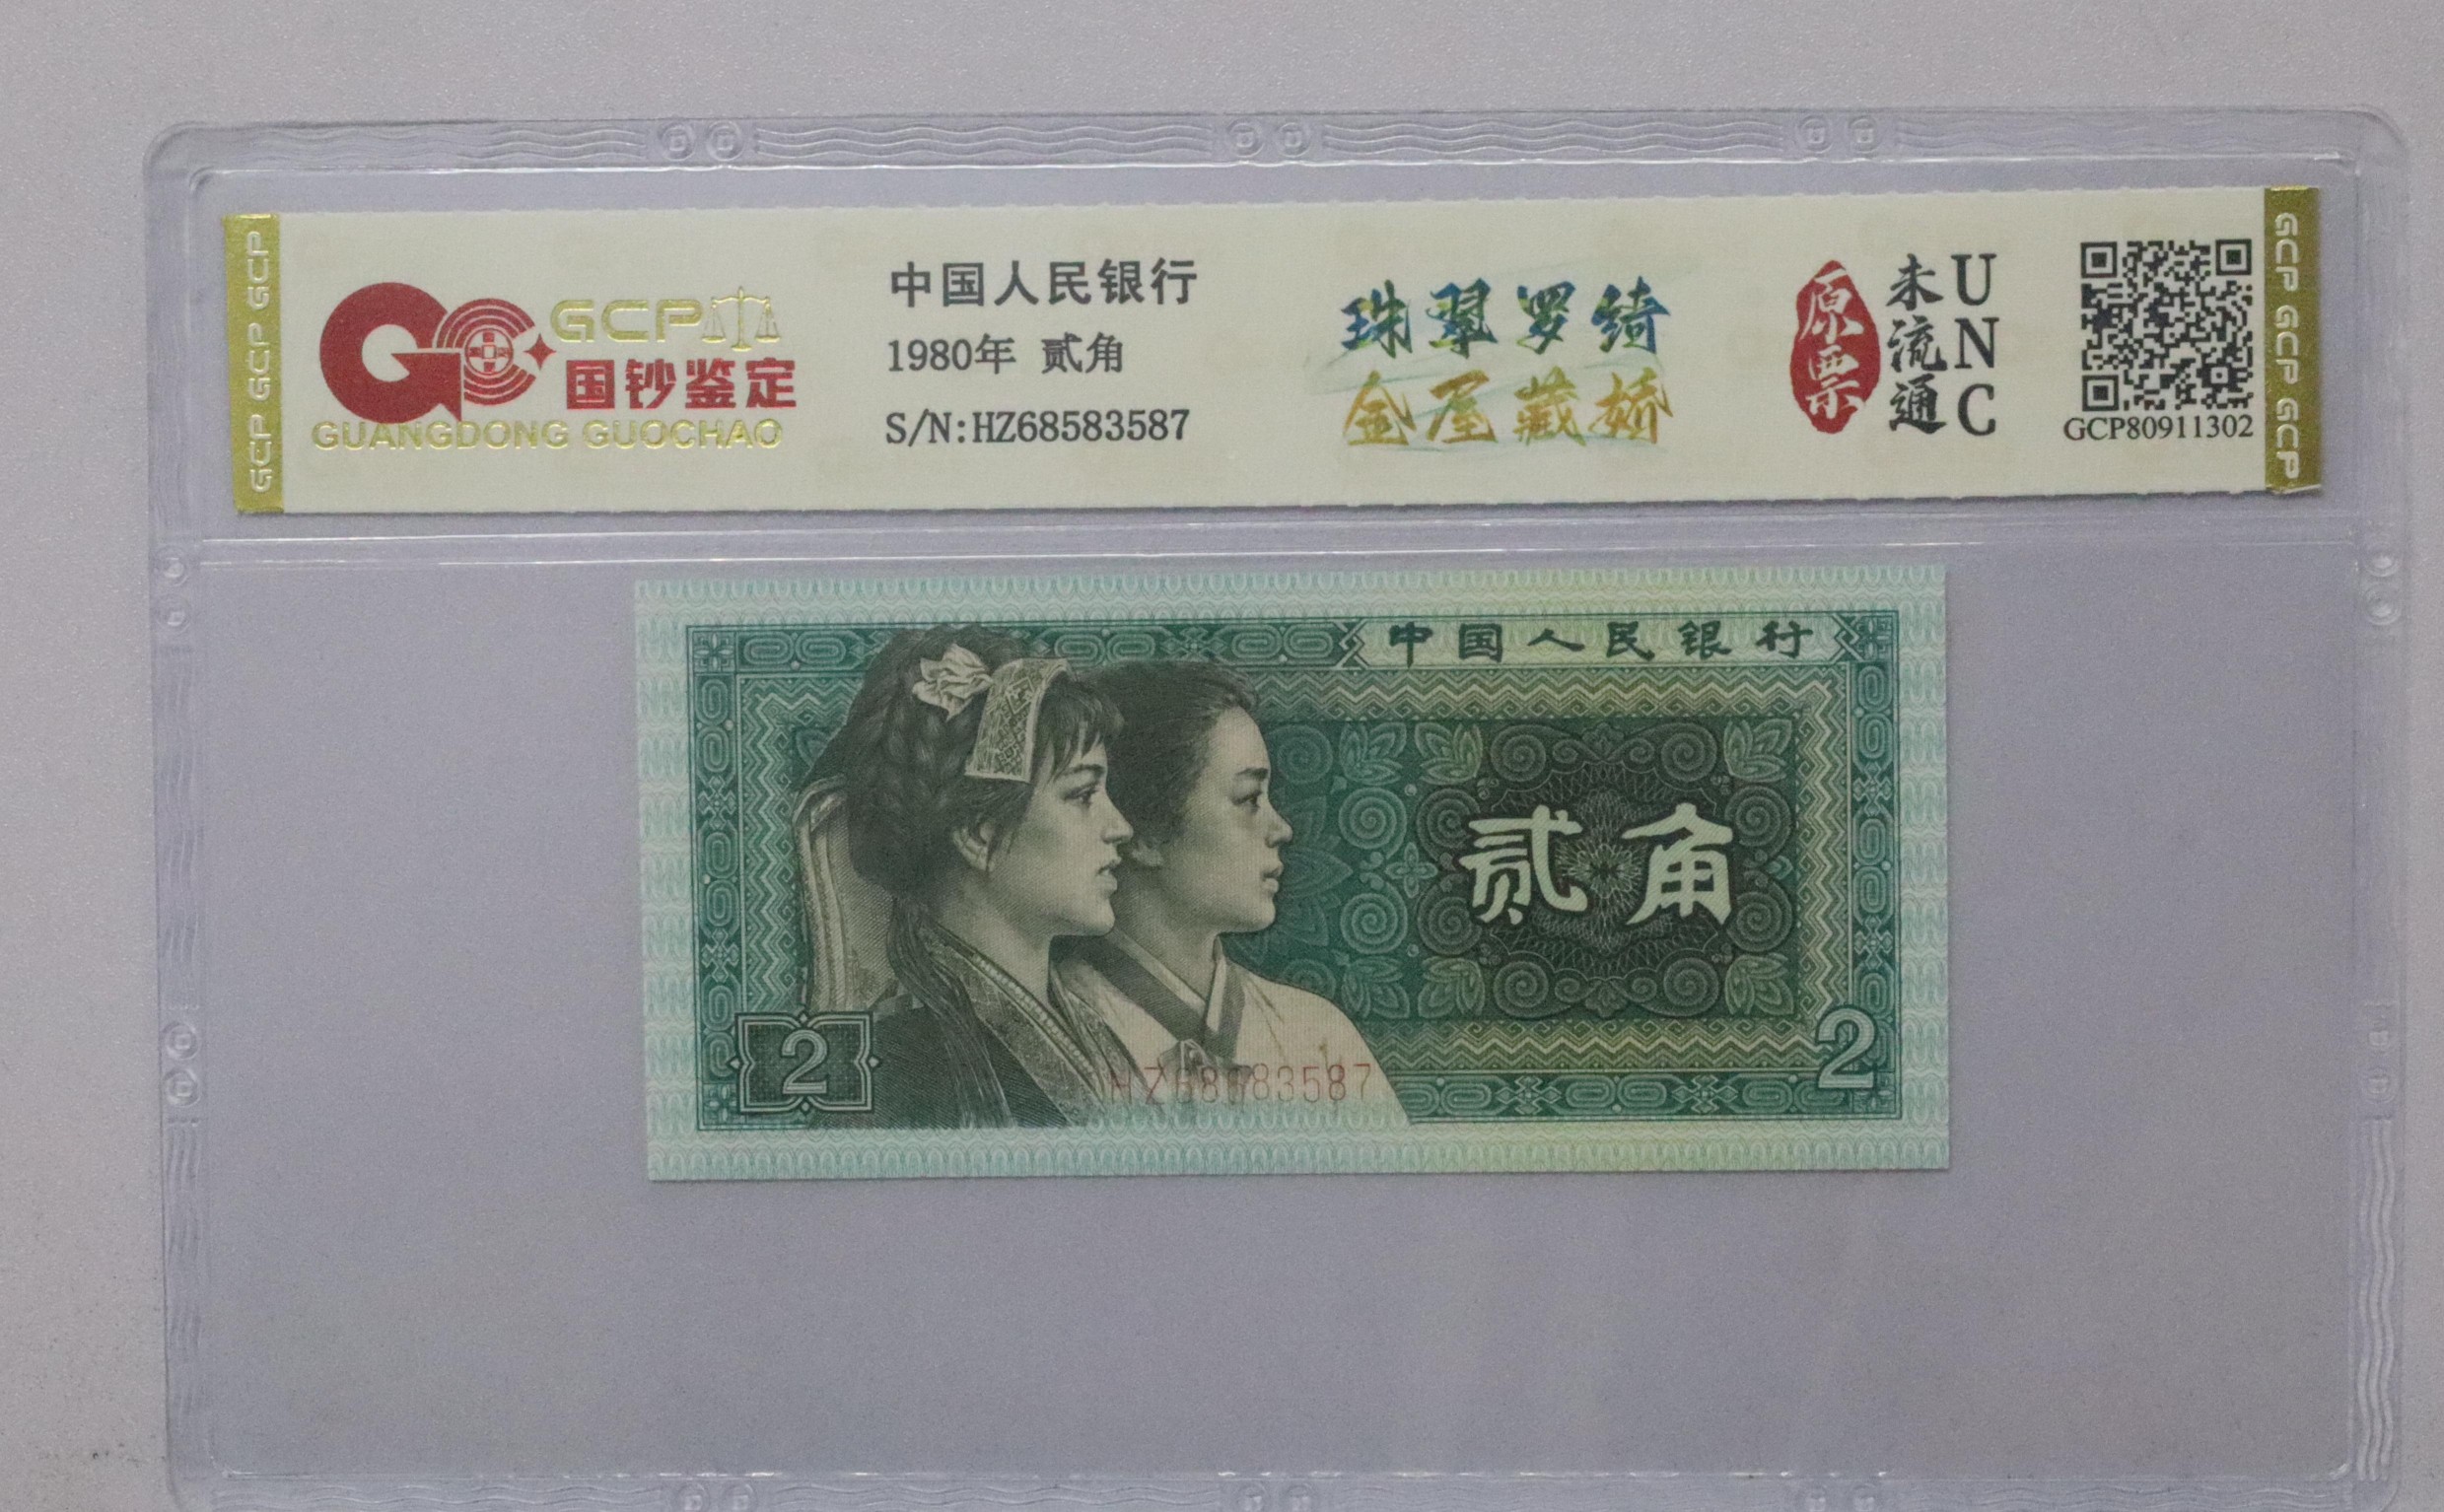 GCP GCP GCP
GCP
国钞鉴定
GUANGDONG GUOCHAO
中国人民银行
1980年 贰角
S/N:HZ68583587
珠翠罗绮
金屋藏娇
原票
未流通
UNC
GCP80911302
GCP GCP GCP
中国人民银行
贰角
2
2
HZ68583587